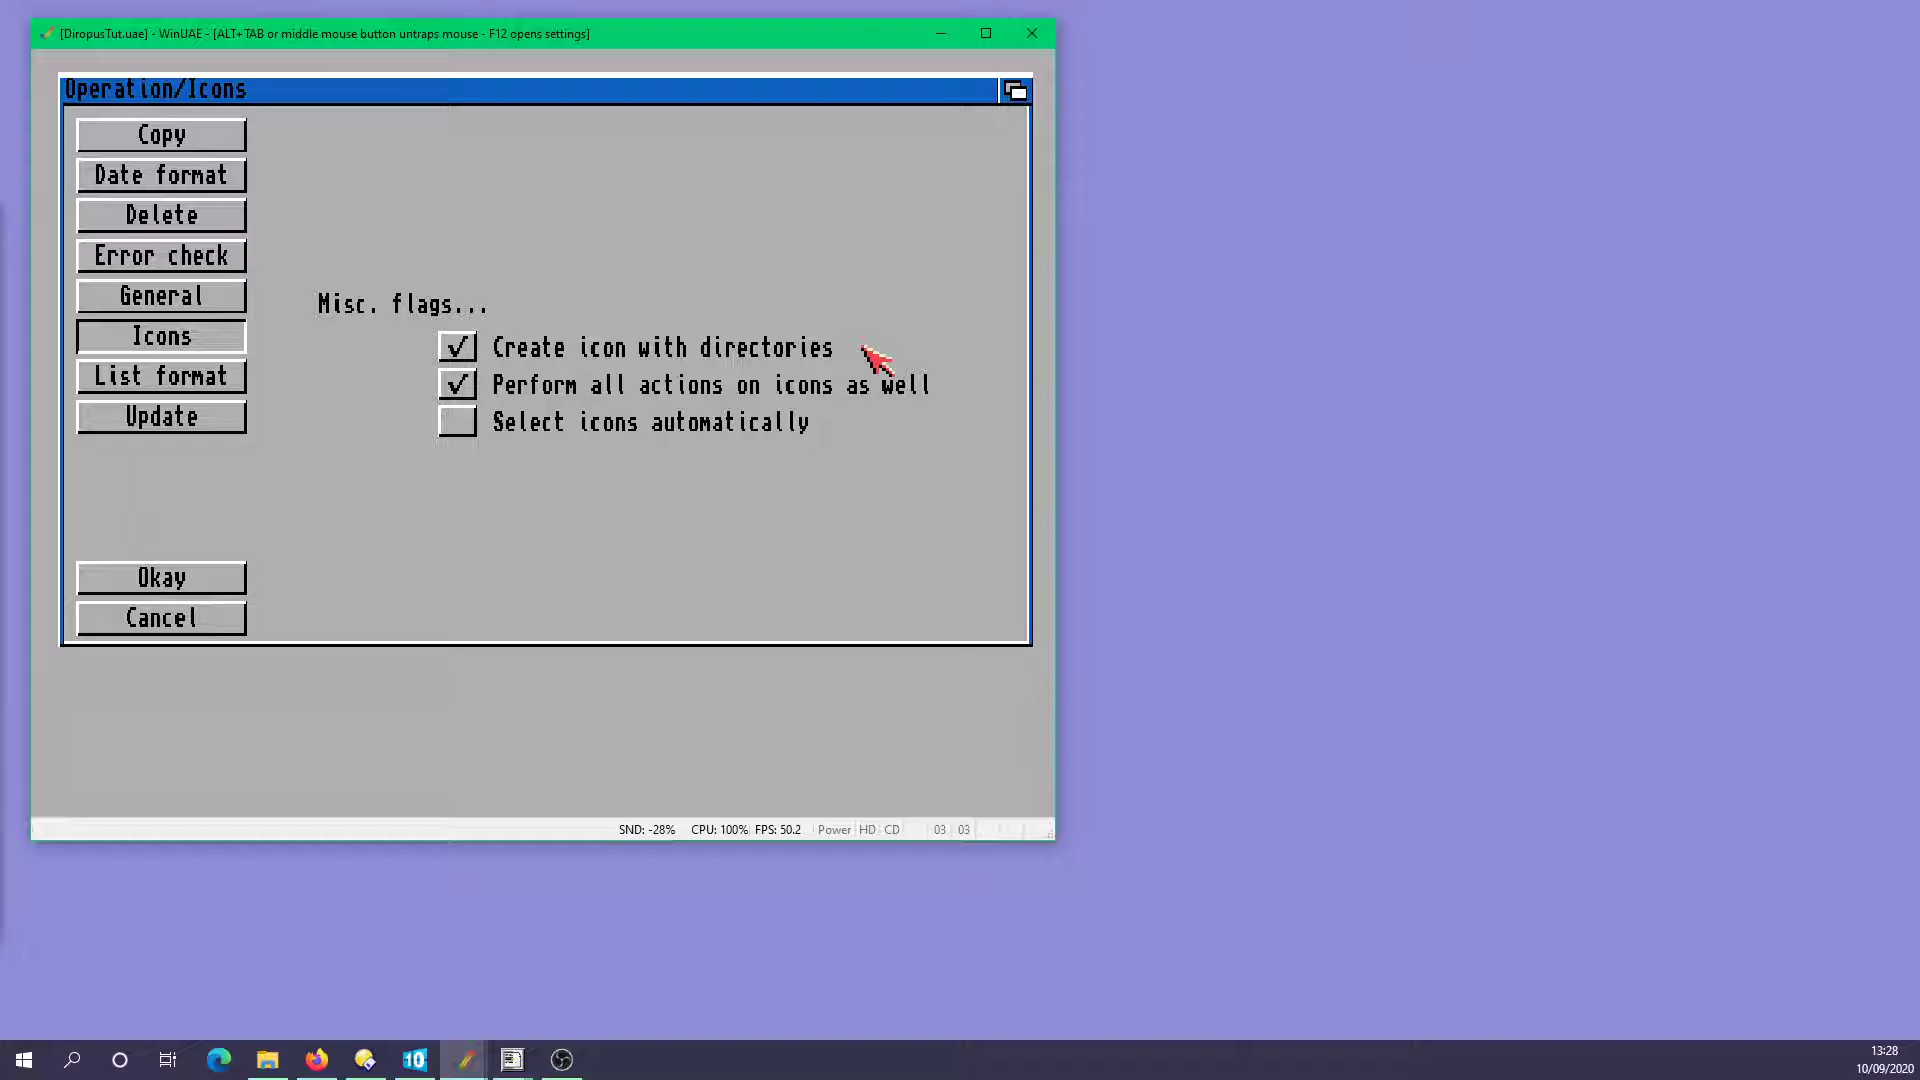 [DiropusTut.uae] - WinUAE - [ALT+TAB or middle mouse button untraps mouse - F12 opens settings]
Operation/Icons
Copy
Date format
Delete
Error check
General
Icons
List format
Update
Okay
Cancel
Misc. flags...
Create icon with directories
Perform all actions on icons as well
Select icons automatically
SND: -28% CPU: 100% FPS: 50.2 Power HD CD 03 03
10
13:28
10/09/2020